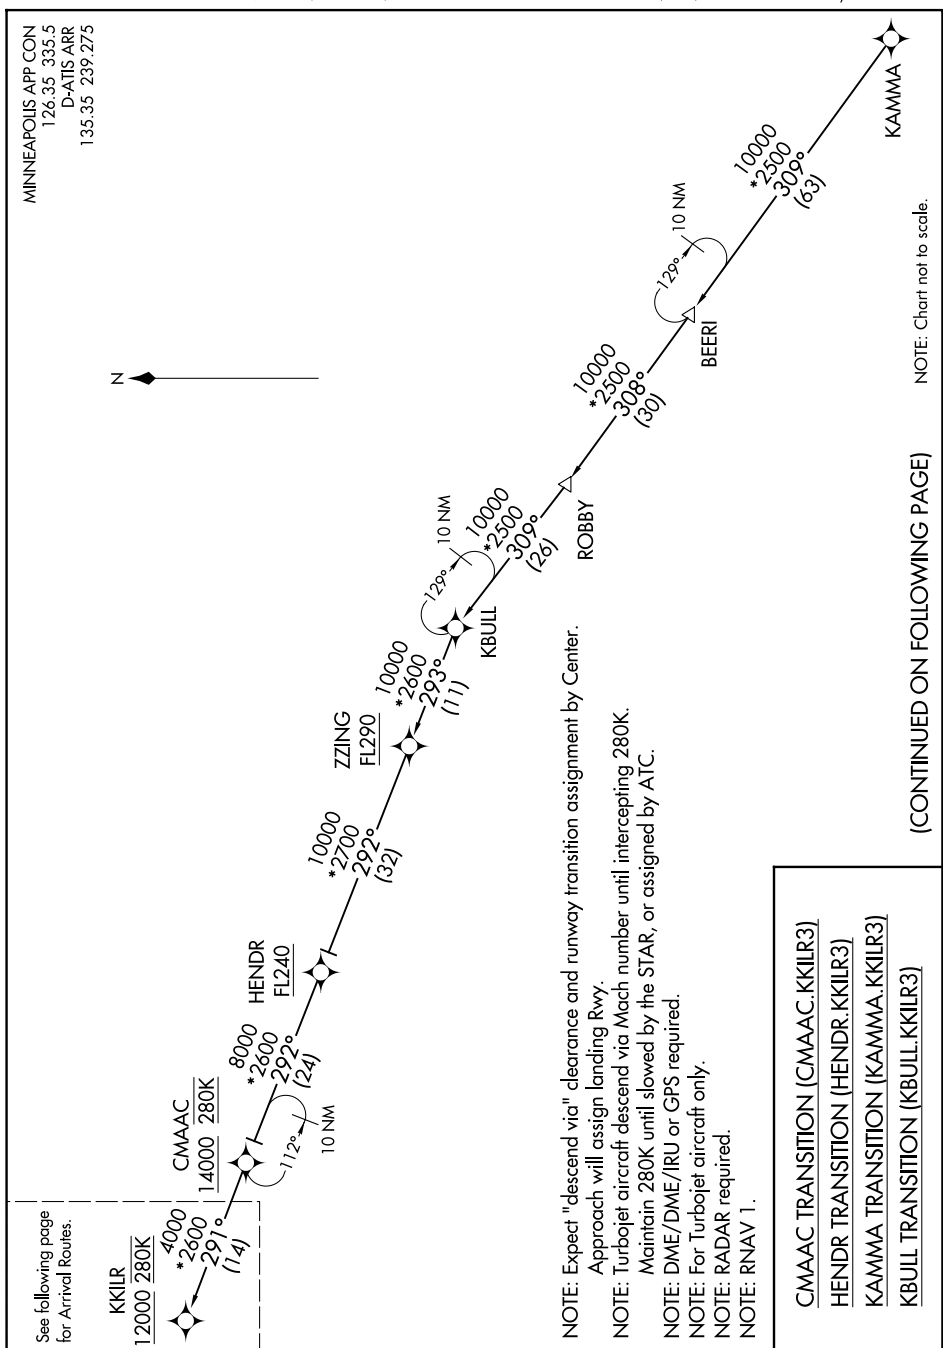 MINNEAPOLIS APP CON
126.35 335.5
D-ATIS ARR
135.35 239.275
N
KAMMA
10000
*2500
309°
(63)
10 NM
129°
BEERI
10000
*2500
308°
(30)
ROBBY
10000
*2500
309°
(26)
10 NM
129°
KBULL
10000
*2600
293°
(11)
ZZING
FL290
10000
*2700
292°
(32)
HENDR
FL240
8000
*2600
292°
(24)
CMAAC
14000 280K
112°
10 NM
4000
*2600
291°
(14)
KKILR
12000 280K
See following page
for Arrival Routes.
NOTE: Chart not to scale.
NOTE: Expect "descend via" clearance and runway transition assignment by Center.
Approach will assign landing Rwy.
NOTE: Turbojet aircraft descend via Mach number until intercepting 280K.
Maintain 280K until slowed by the STAR, or assigned by ATC.
NOTE: DME/DME/IRU or GPS required.
NOTE: For Turbojet aircraft only.
NOTE: RADAR required.
NOTE: RNAV 1.
(CONTINUED ON FOLLOWING PAGE)
CMAAC TRANSITION (CMAAC.KKILR3)
HENDR TRANSITION (HENDR.KKILR3)
KAMMA TRANSITION (KAMMA.KKILR3)
KBULL TRANSITION (KBULL.KKILR3)